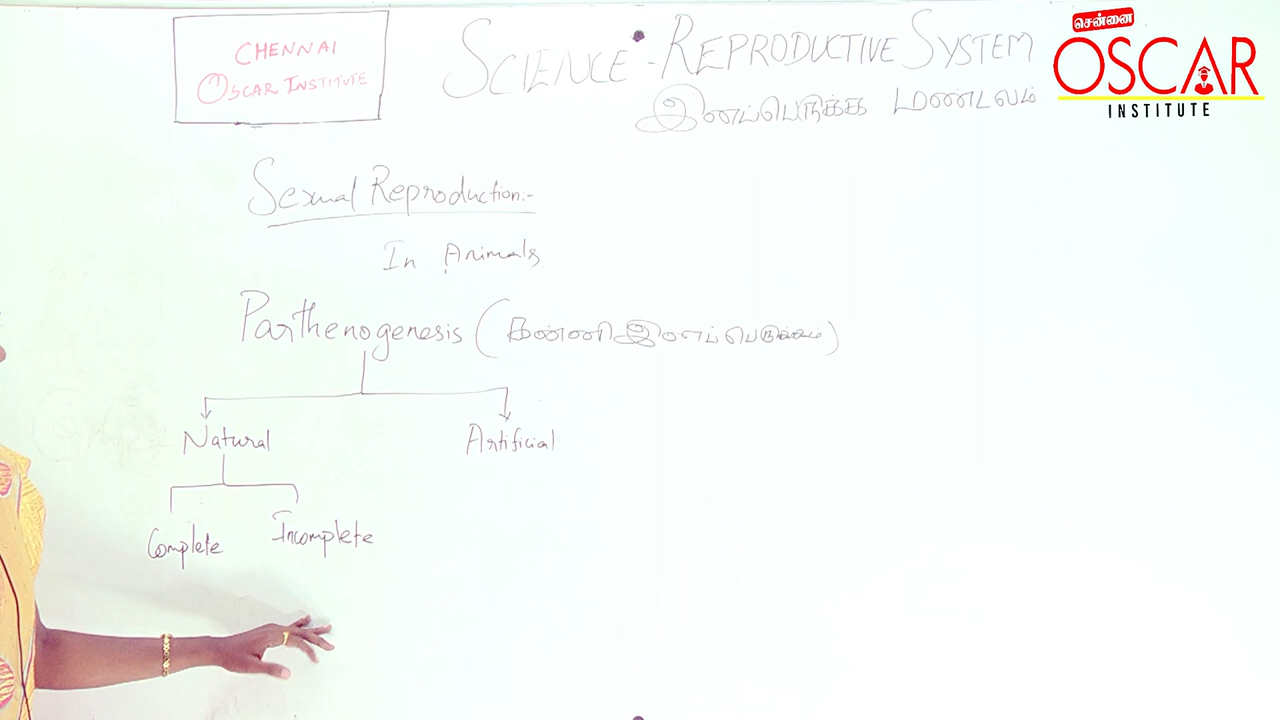 CHENNAI
OSCAR INSTITUTE
SCIENCE - REPRODUCTIVE SYSTEM
இனப்பெருக்க மண்டலம்
சென்னை
OSCAR
INSTITUTE
Sexual Reproduction:-
In Animals
Parthenogenesis (கன்னி இனப்பெருக்கம்)
Natural Artificial
Complete Incomplete